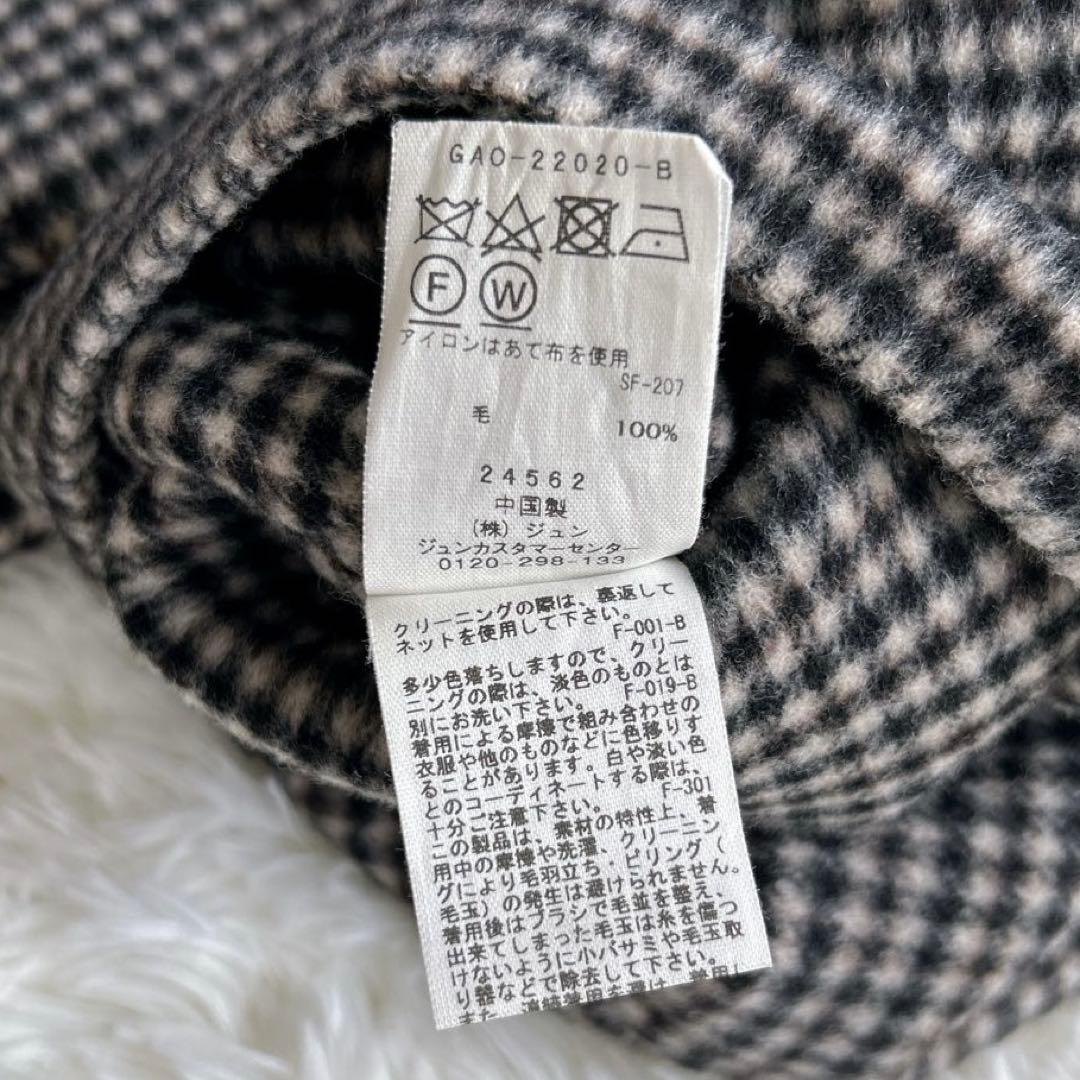 GAO-22020-B
F W
アイロンはあて布を使用
SF-207
毛
100%
24562
中国製
(株) ジュン
ジュンカスタマーセンター
0120-298-133
クリーニングの際は、裏返して
ネットを使用して下さい。
F-001-B
多少色落ちしますので、クリー
ニングの際は、淡色のものとは
別にお洗い下さい。
F-019-B
着用による摩擦で組み合わせの
衣服や他のものなどに色移りす
ることがあります。白や淡い色
とのコーディネートする際は、
十分ご注意下さい。
F-301
この製品は、素材の特性上、着
用中の摩擦や洗濯、クリーニン
グにより毛羽立ち、ピリング(
毛玉)の発生は避けられません。
着用後はブラシで毛並を整え、
出来てしまった毛玉は糸を傷つ
けないように小バサミや毛玉取
り器などで除去して下さい。